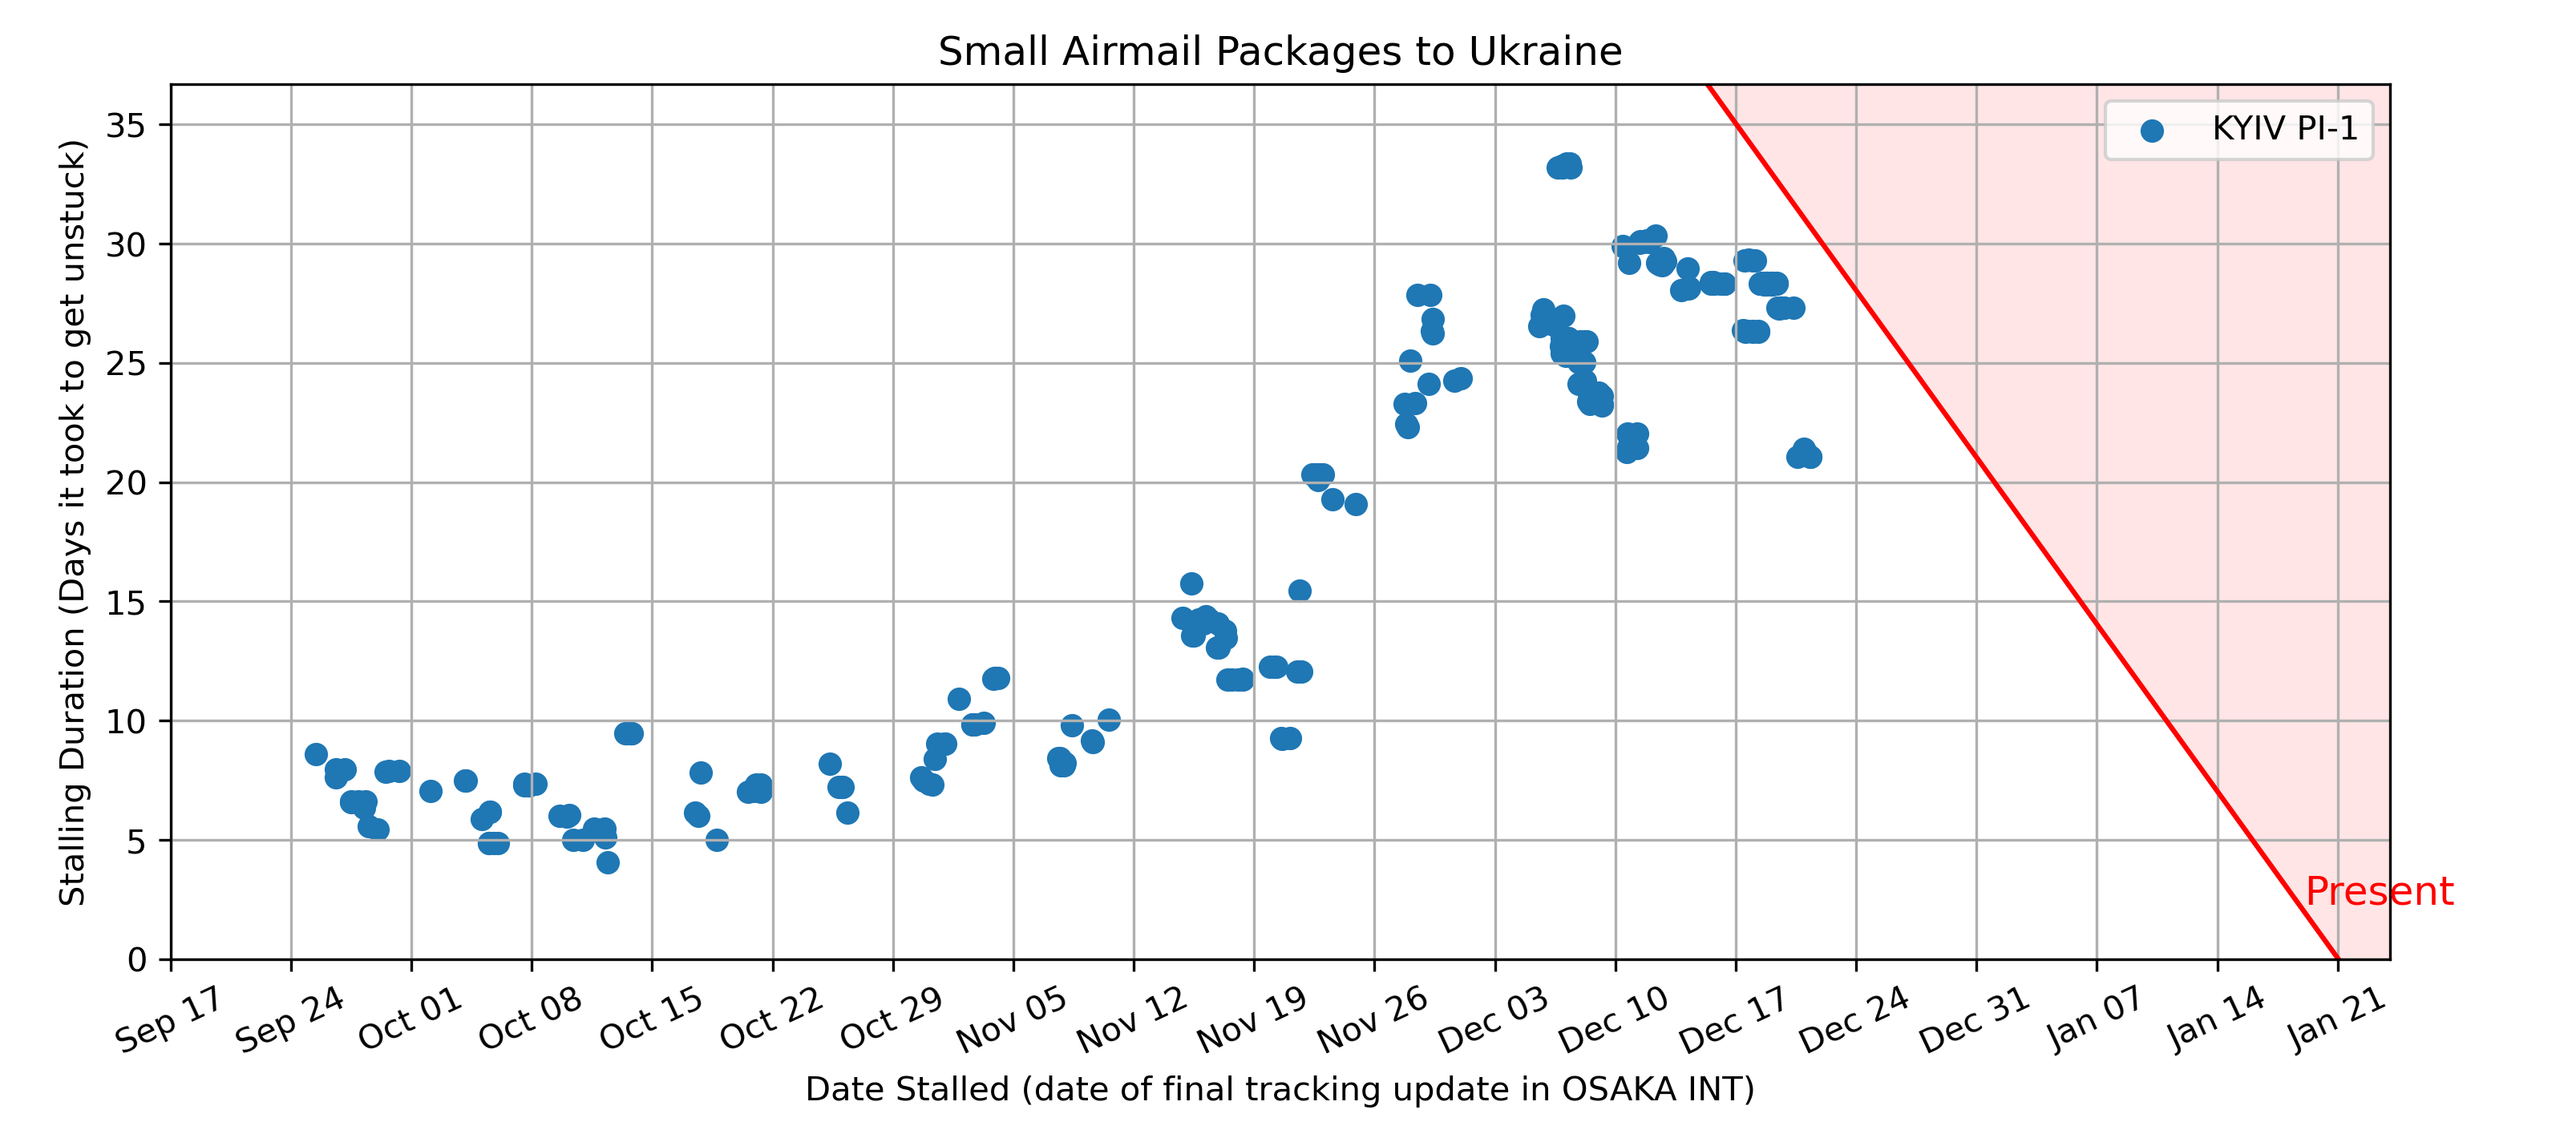 Small Airmail Packages to Ukraine
KYIV PI-1
Stalling Duration (Days it took to get unstuck)
35
30
25
20
15
10
5
0
Present
Sep 17
Sep 24
Oct 01
Oct 08
Oct 15
Oct 22
Oct 29
Nov 05
Nov 12
Nov 19
Nov 26
Dec 03
Dec 10
Dec 17
Dec 24
Dec 31
Jan 07
Jan 14
Jan 21
Date Stalled (date of final tracking update in OSAKA INT)